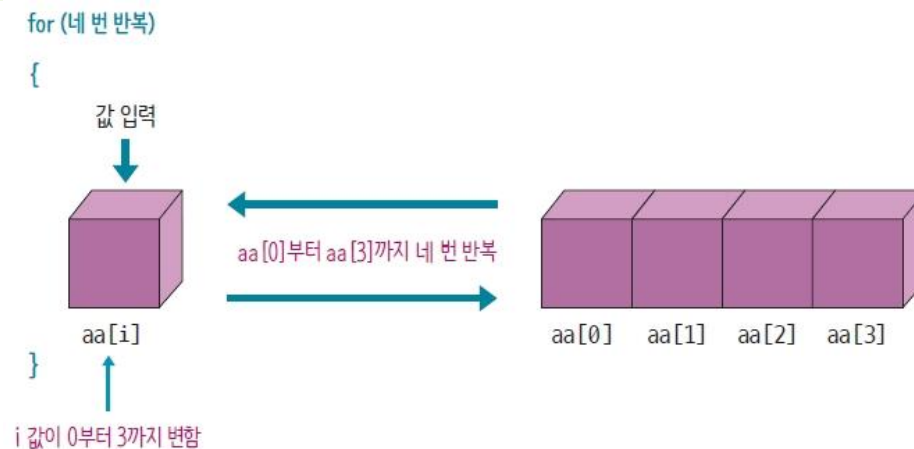 for (네 번 반복)
{
값 입력
aa[0]부터 aa[3]까지 네 번 반복
aa[i]
aa[0] aa[1] aa[2] aa[3]
}
i 값이 0부터 3까지 변함